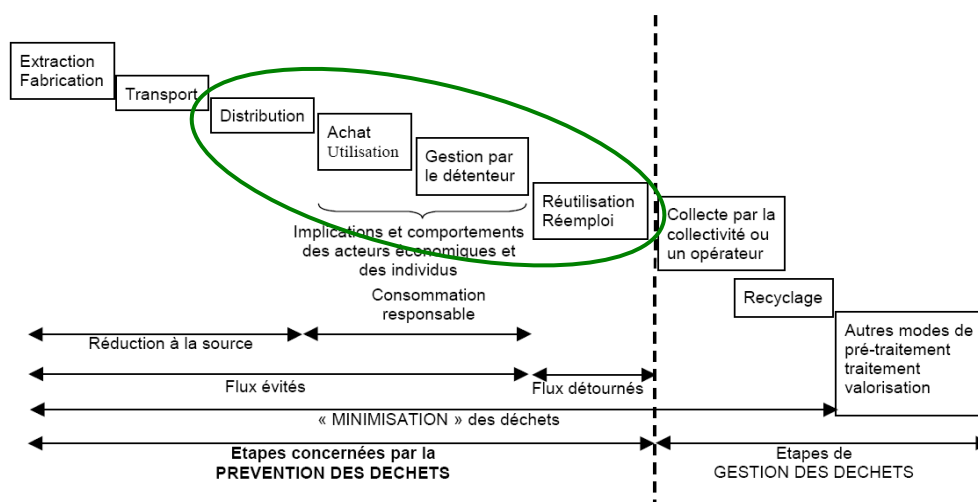 Extraction
Fabrication
Transport
Distribution
Achat
Utilisation
Gestion par
le détenteur
Réutilisation
Réemploi
Collecte par la
collectivité ou
un opérateur
Implications et comportements
des acteurs économiques et
des individus
Recyclage
Consommation
responsable
Autres modes de
pré-traitement
traitement
valorisation
Réduction à la source
Flux évités
Flux détournés
« MINIMISATION » des déchets
Etapes concernées par la
PREVENTION DES DECHETS
Etapes de
GESTION DES DECHETS